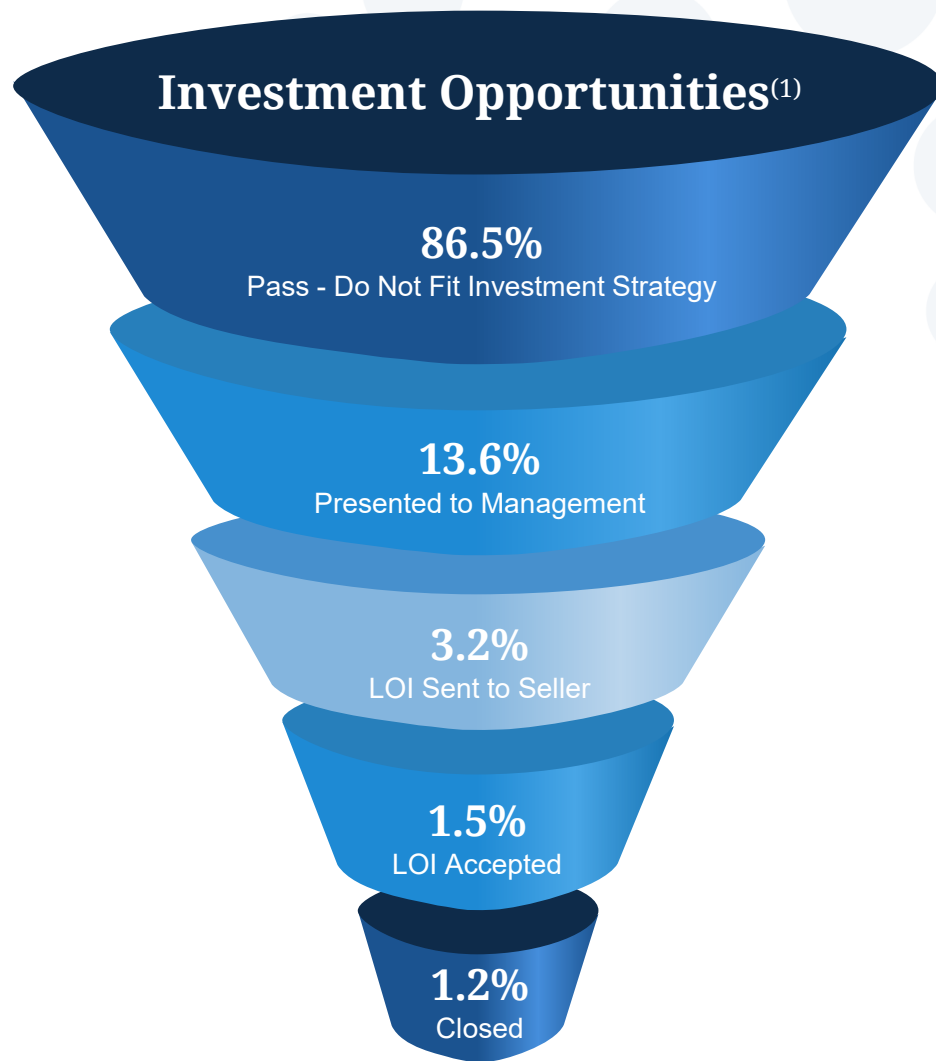 Investment Opportunities(1)
86.5%
Pass - Do Not Fit Investment Strategy
13.6%
Presented to Management
3.2%
LOI Sent to Seller
1.5%
LOI Accepted
1.2%
Closed